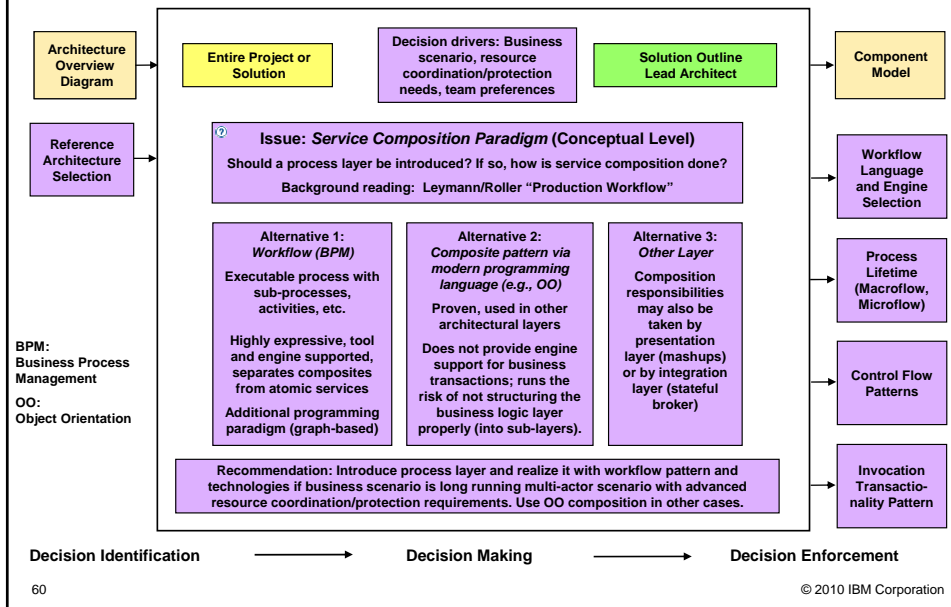 Architecture
Overview
Diagram
Reference
Architecture
Selection
BPM:
Business Process
Management
OO:
Object Orientation
Entire Project or
Solution
Decision drivers: Business
scenario, resource
coordination/protection
needs, team preferences
Solution Outline
Lead Architect
?
Issue: Service Composition Paradigm (Conceptual Level)
Should a process layer be introduced? If so, how is service composition done?
Background reading: Leymann/Roller “Production Workflow”
Alternative 1:
Workflow (BPM)
Executable process with
sub-processes,
activities, etc.
Highly expressive, tool
and engine supported,
separates composites
from atomic services
Additional programming
paradigm (graph-based)
Alternative 2:
Composite pattern via
modern programming
language (e.g., OO)
Proven, used in other
architectural layers
Does not provide engine
support for business
transactions; runs the
risk of not structuring the
business logic layer
properly (into sub-layers).
Alternative 3:
Other Layer
Composition
responsibilities
may also be
taken by
presentation
layer (mashups)
or by integration
layer (stateful
broker)
Recommendation: Introduce process layer and realize it with workflow pattern and
technologies if business scenario is long running multi-actor scenario with advanced
resource coordination/protection requirements. Use OO composition in other cases.
Component
Model
Workflow
Language
and Engine
Selection
Process
Lifetime
(Macroflow,
Microflow)
Control Flow
Patterns
Invocation
Transactio-
nality Pattern
Decision Identification
Decision Making
Decision Enforcement
60
© 2010 IBM Corporation